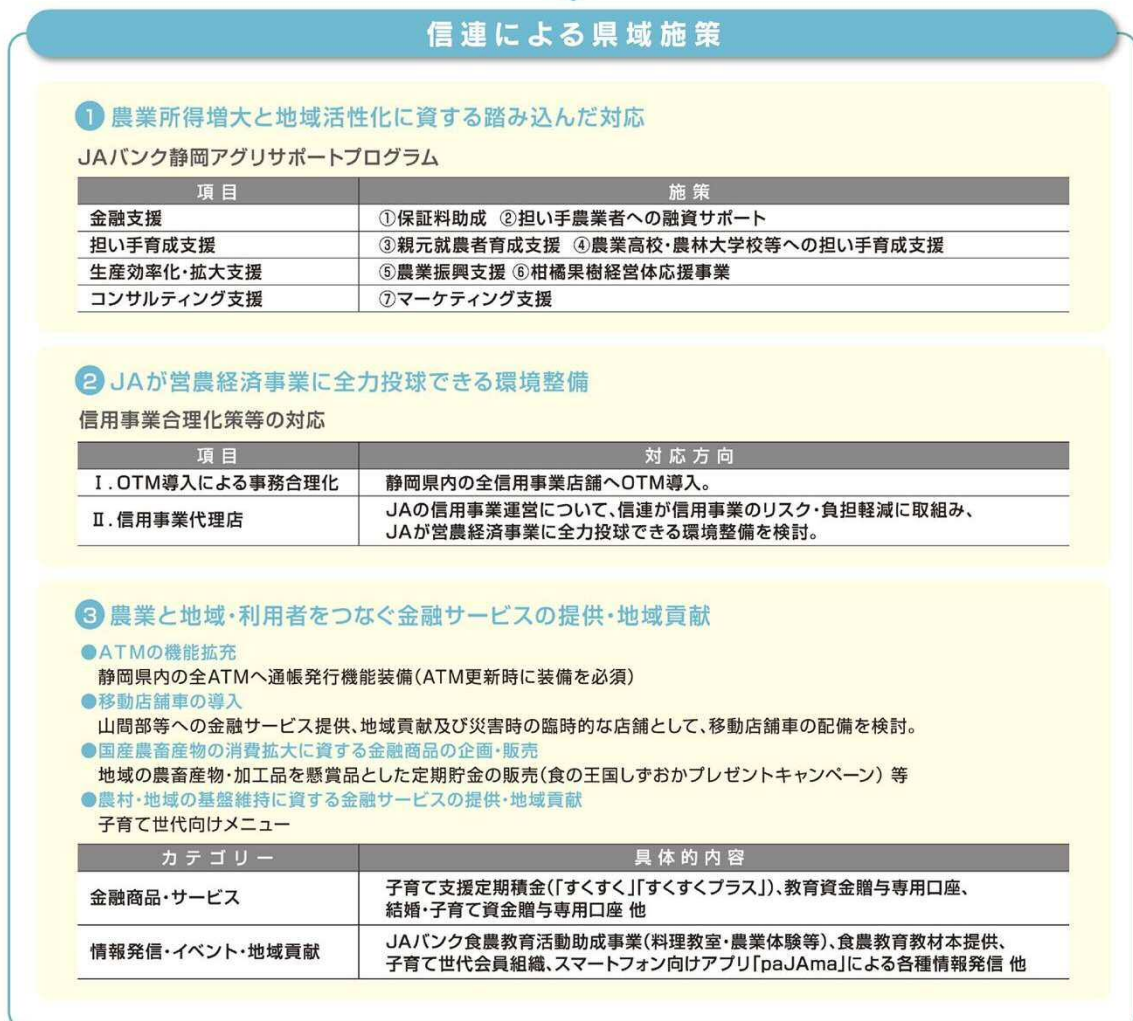 信連による県域施策
❶農業所得増大と地域活性化に資する踏み込んだ対応
JAバンク静岡アグリサポートプログラム
項目 施策
金融支援 ①保証料助成 ②担い手農業者への融資サポート
担い手育成支援 ③親元就農者育成支援 ④農業高校・農林大学校等への担い手育成支援
生産効率化・拡大支援 ⑤農業振興支援 ⑥柑橘果樹経営体応援事業
コンサルティング支援 ⑦マーケティング支援
❷JAが営農経済事業に全力投球できる環境整備
信用事業合理化策等の対応
項目 対応方向
Ⅰ.OTM導入による事務合理化 静岡県内の全信用事業店舗へOTM導入。
Ⅱ.信用事業代理店 JAの信用事業運営について、信連が信用事業のリスク・負担軽減に取組み、
JAが営農経済事業に全力投球できる環境整備を検討。
❸農業と地域・利用者をつなぐ金融サービスの提供・地域貢献
●ATMの機能拡充
静岡県内の全ATMへ通帳発行機能装備(ATM更新時に装備を必須)
●移動店舗車の導入
山間部等への金融サービス提供、地域貢献及び災害時の臨時的な店舗として、移動店舗車の配備を検討。
●国産農畜産物の消費拡大に資する金融商品の企画・販売
地域の農畜産物・加工品を懸賞品とした定期貯金の販売(食の王国しずおかプレゼントキャンペーン) 等
●農村・地域の基盤維持に資する金融サービスの提供・地域貢献
子育て世代向けメニュー
カテゴリー 具体的内容
金融商品・サービス 子育て支援定期積金(「すくすく」「すくすくプラス」)、教育資金贈与専用口座、
結婚・子育て資金贈与専用口座 他
情報発信・イベント・地域貢献 JAバンク食農教育活動助成事業(料理教室・農業体験等)、食農教育教材本提供、
子育て世代会員組織、スマートフォン向けアプリ「paJAma」による各種情報発信 他